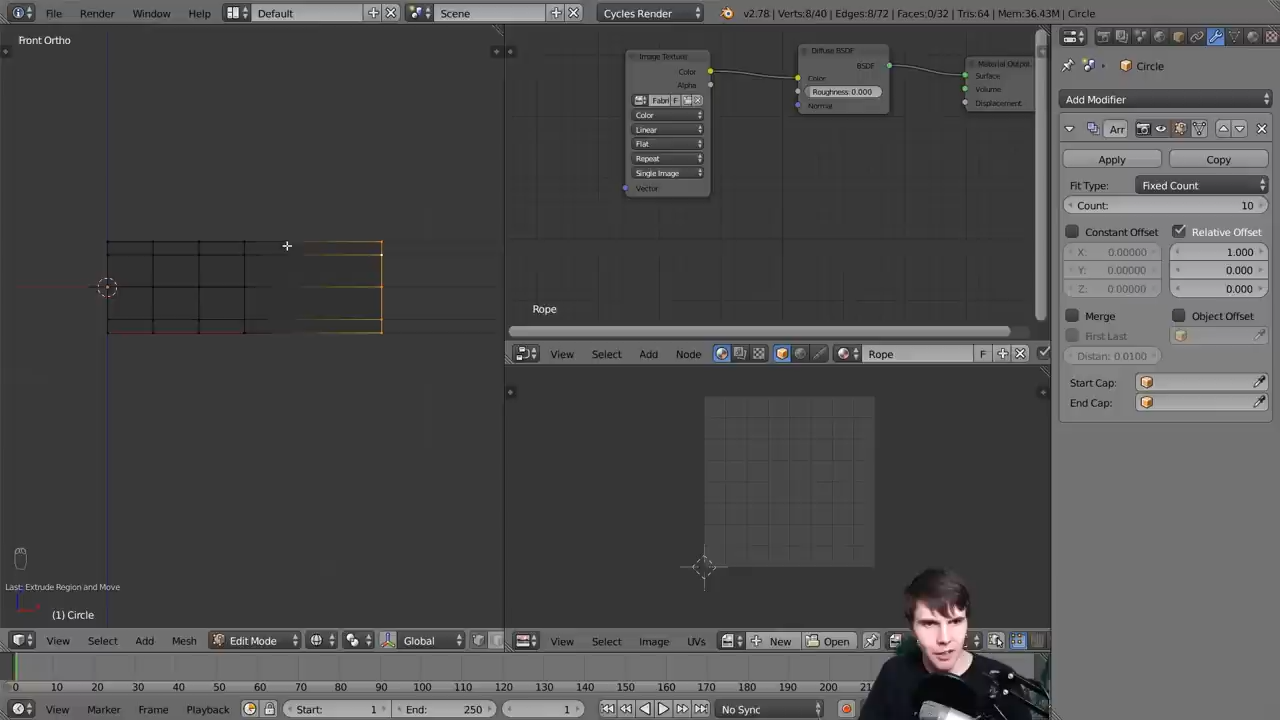 File Render Window Help Default Scene Cycles Render v2.78 | Verts:8/40 | Edges:8/72 | Faces:0/32 | Tris:64 | Mem:36.43M | Circle
Front Ortho
Image Texture
Color
Alpha
Fabri F
Color
Linear
Flat
Repeat
Single Image
Vector
Diffuse BSDF
BSDF
Color
Roughness:0.000
Normal
Material Output
Surface
Volume
Displacement
Rope
View Select Add Node Rope F
Circle
Add Modifier
Arr
Apply Copy
Fit Type: Fixed Count
Count: 10
Constant Offset Relative Offset
X: 0.00000 1.000
Y: 0.00000 0.000
Z: 0.00000 0.000
Merge Object Offset
First Last
Distan: 0.0100
Start Cap:
End Cap:
Last: Extrude Region and Move
(1) Circle
View Select Add Mesh Edit Mode Global
View Select Image UVs New Open
0 10 20 30 40 50 60 70 80 90 100 110 120 130 140 150 160 170 180 190 200
View Marker Frame Playback Start: 1 End: 250 1 No Sync